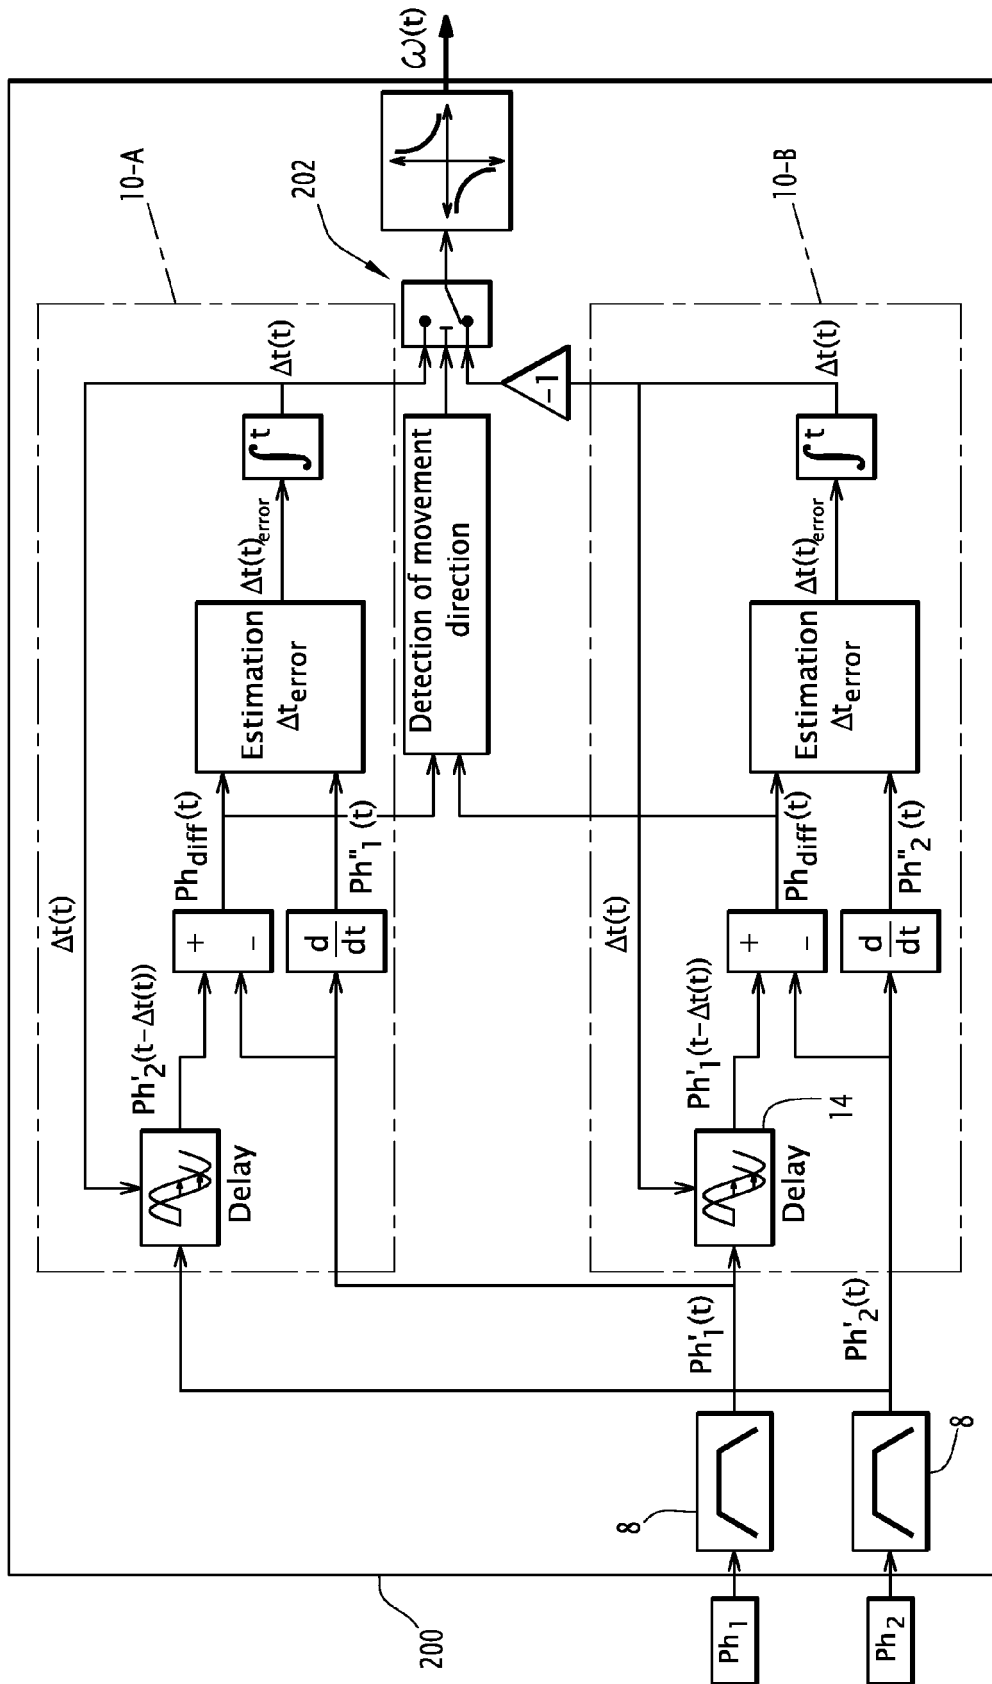 200
Ph1
Ph2
8
8
Ph'1(t)
Ph'2(t)
10-A
Δt(t)
Delay
Ph'2(t-Δt(t))
+
-
d
dt
Phdiff(t)
Ph"1(t)
Estimation
Δterror
Δt(t)error
∫t
Δt(t)
Detection of movement
direction
202
-1
ω(t)
10-B
Δt(t)
Delay
14
Ph'1(t-Δt(t))
+
-
d
dt
Phdiff(t)
Ph"2(t)
Estimation
Δterror
Δt(t)error
∫t
Δt(t)